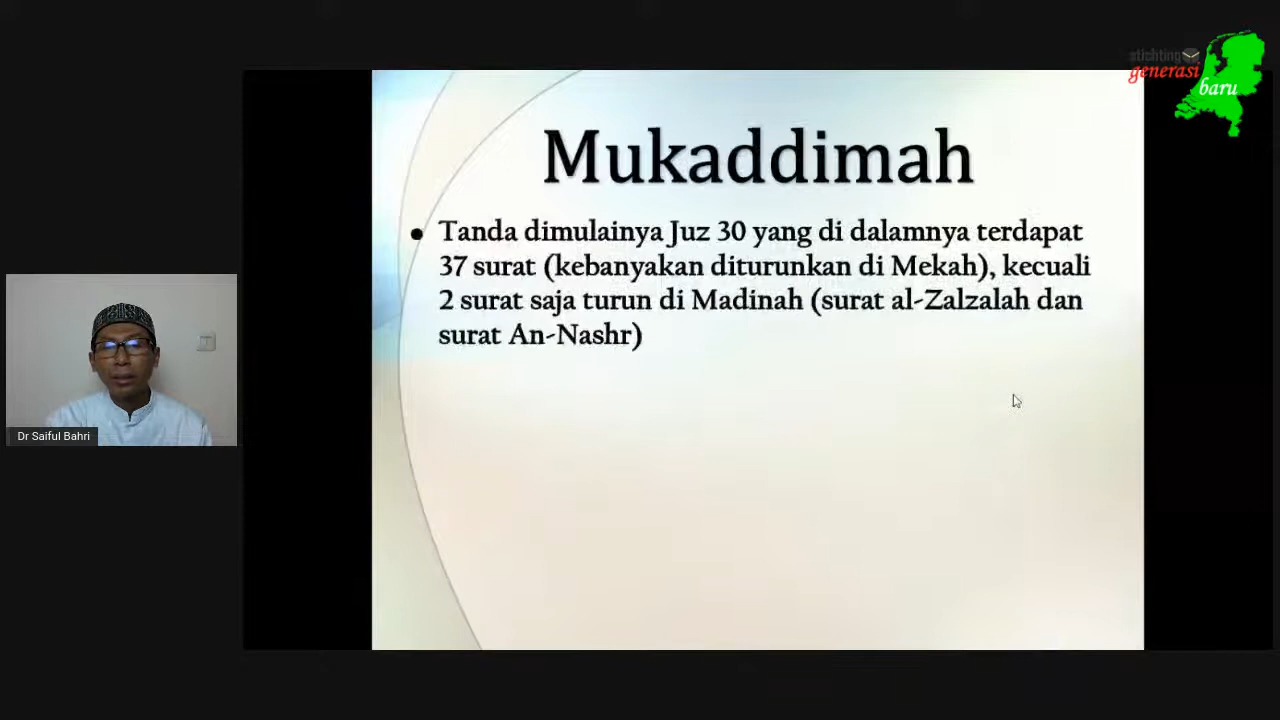 stichting
generasi
baru
Mukaddimah
• Tanda dimulainya Juz 30 yang di dalamnya terdapat
37 surat (kebanyakan diturunkan di Mekah), kecuali
2 surat saja turun di Madinah (surat al-Zalzalah dan
surat An-Nashr)
Dr Saiful Bahri